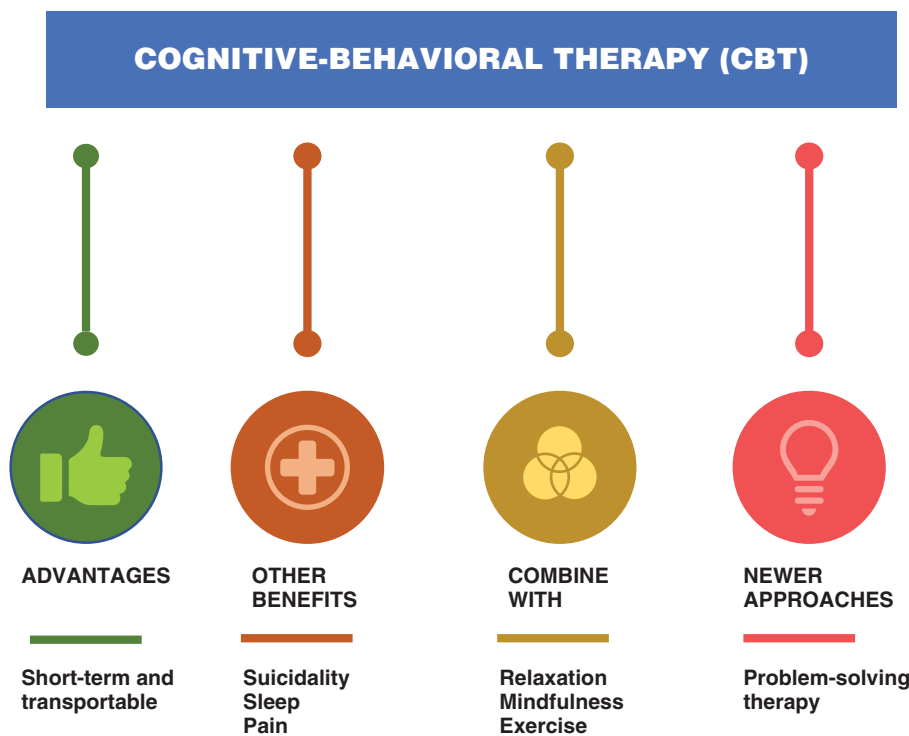 COGNITIVE-BEHAVIORAL THERAPY (CBT)
ADVANTAGES
Short-term and
transportable
OTHER
BENEFITS
Suicidality
Sleep
Pain
COMBINE
WITH
Relaxation
Mindfulness
Exercise
NEWER
APPROACHES
Problem-solving
therapy